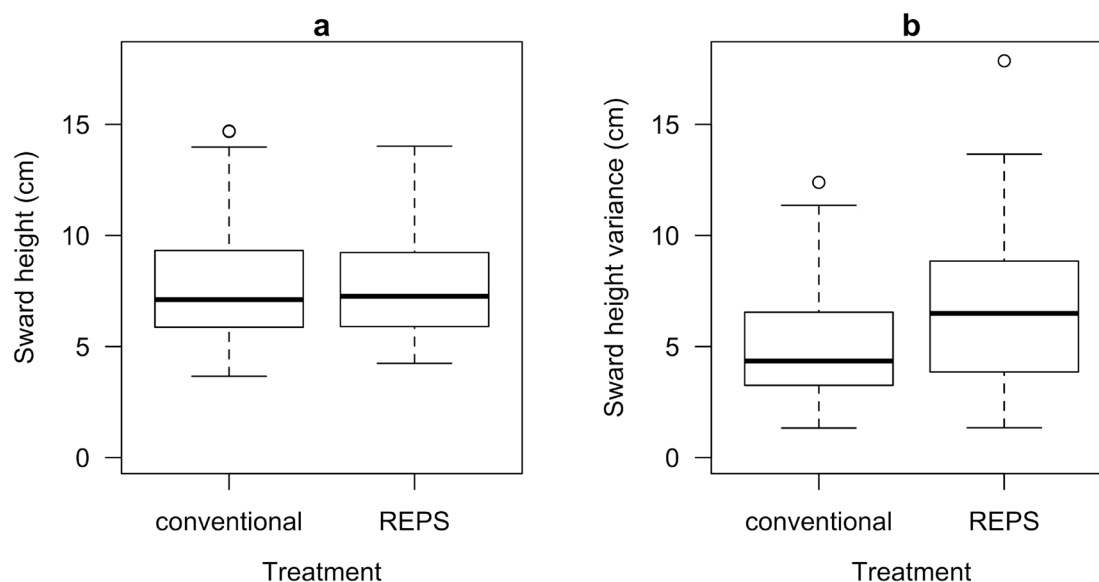 a
Sward height (cm)
15
10
5
0
conventional
REPS
Treatment
b
Sward height variance (cm)
15
10
5
0
conventional
REPS
Treatment